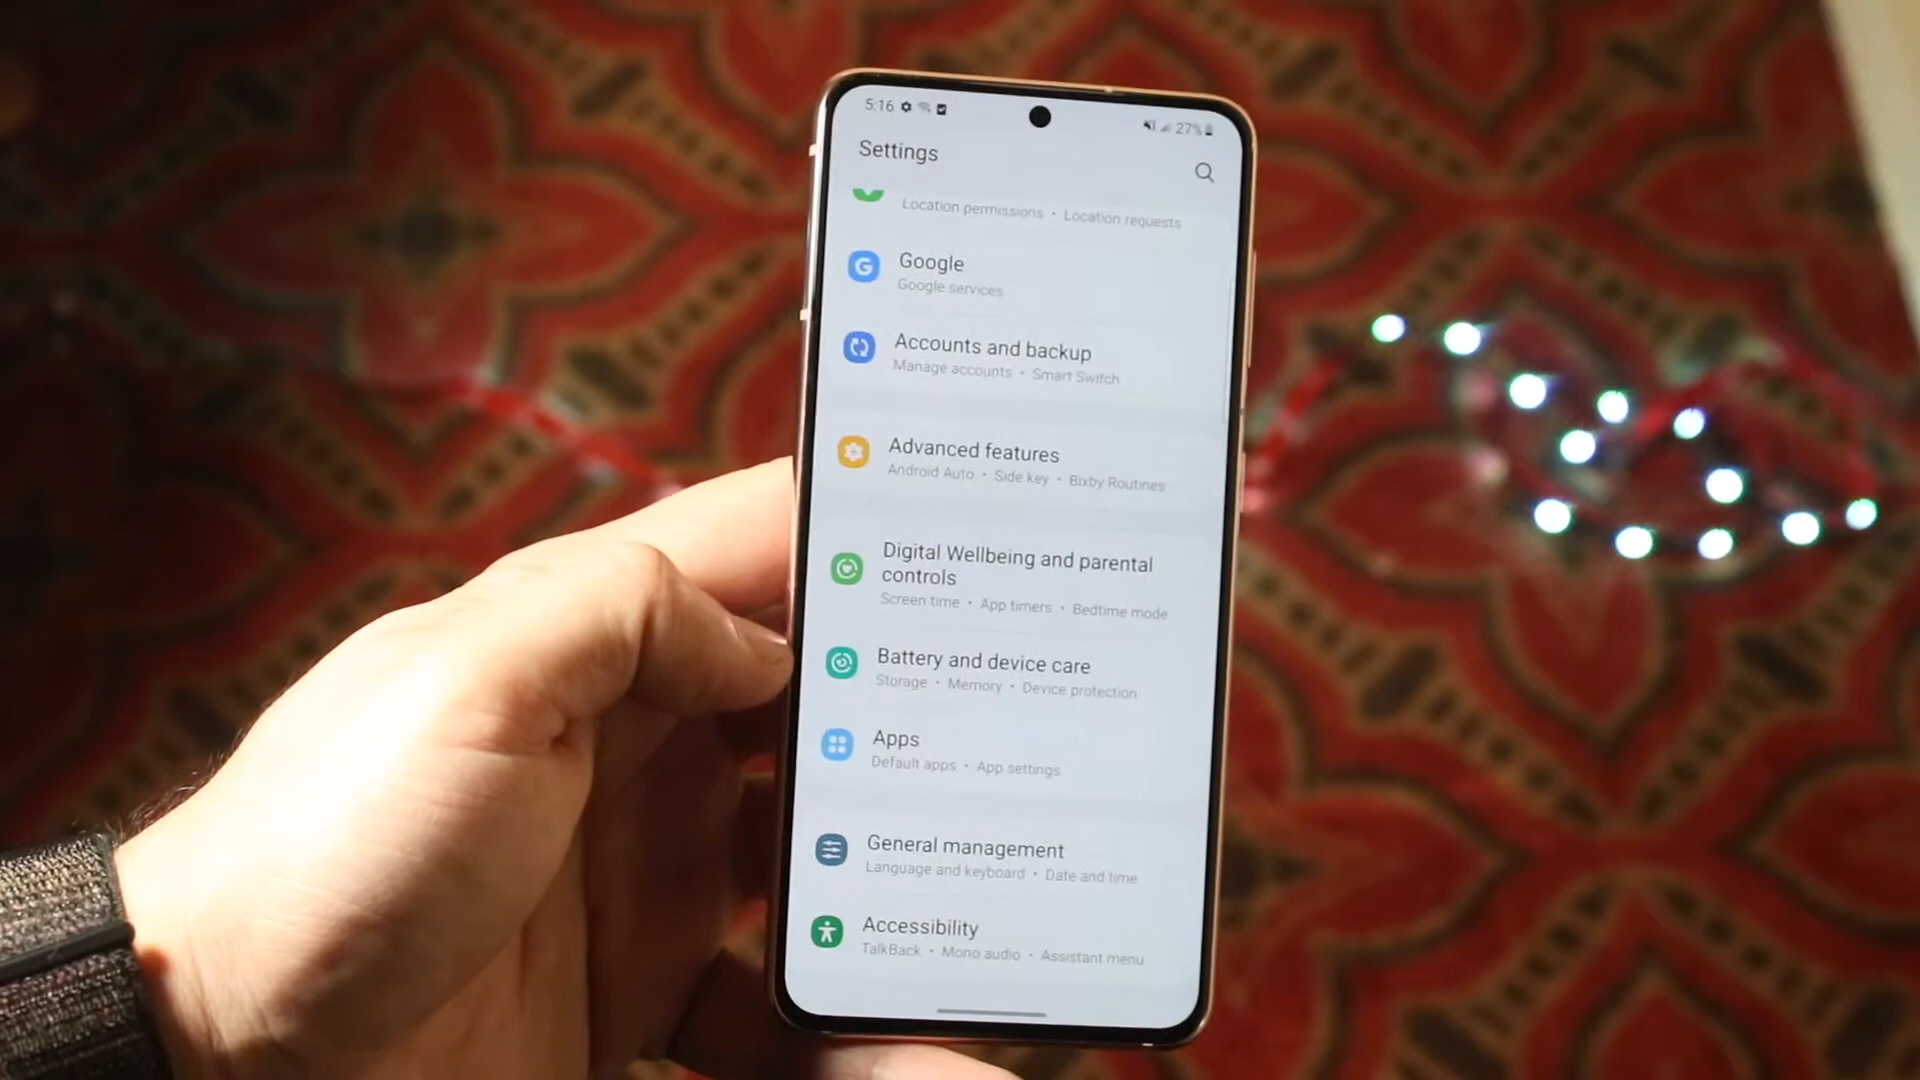 5:16
27%
Settings
Location permissions • Location requests
Google
Google services
Accounts and backup
Manage accounts • Smart Switch
Advanced features
Android Auto • Side key • Bixby Routines
Digital Wellbeing and parental
controls
Screen time • App timers • Bedtime mode
Battery and device care
Storage • Memory • Device protection
Apps
Default apps • App settings
General management
Language and keyboard • Date and time
Accessibility
TalkBack • Mono audio • Assistant menu